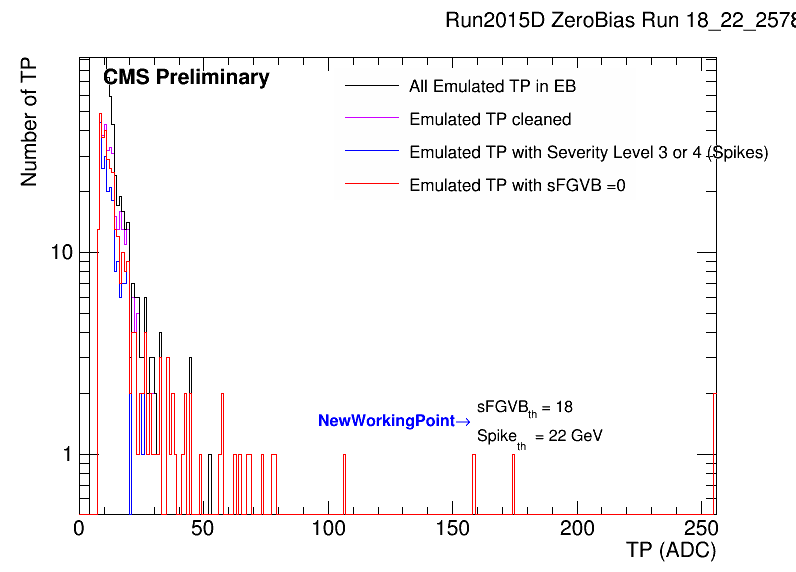 Run2015D ZeroBias Run 18_22_2578
Number of TP
CMS Preliminary
All Emulated TP in EB
Emulated TP cleaned
Emulated TP with Severity Level 3 or 4 (Spikes)
Emulated TP with sFGVB =0
10
1
NewWorkingPoint→
sFGVBth = 18
Spiketh = 22 GeV
0 50 100 150 200 250
TP (ADC)